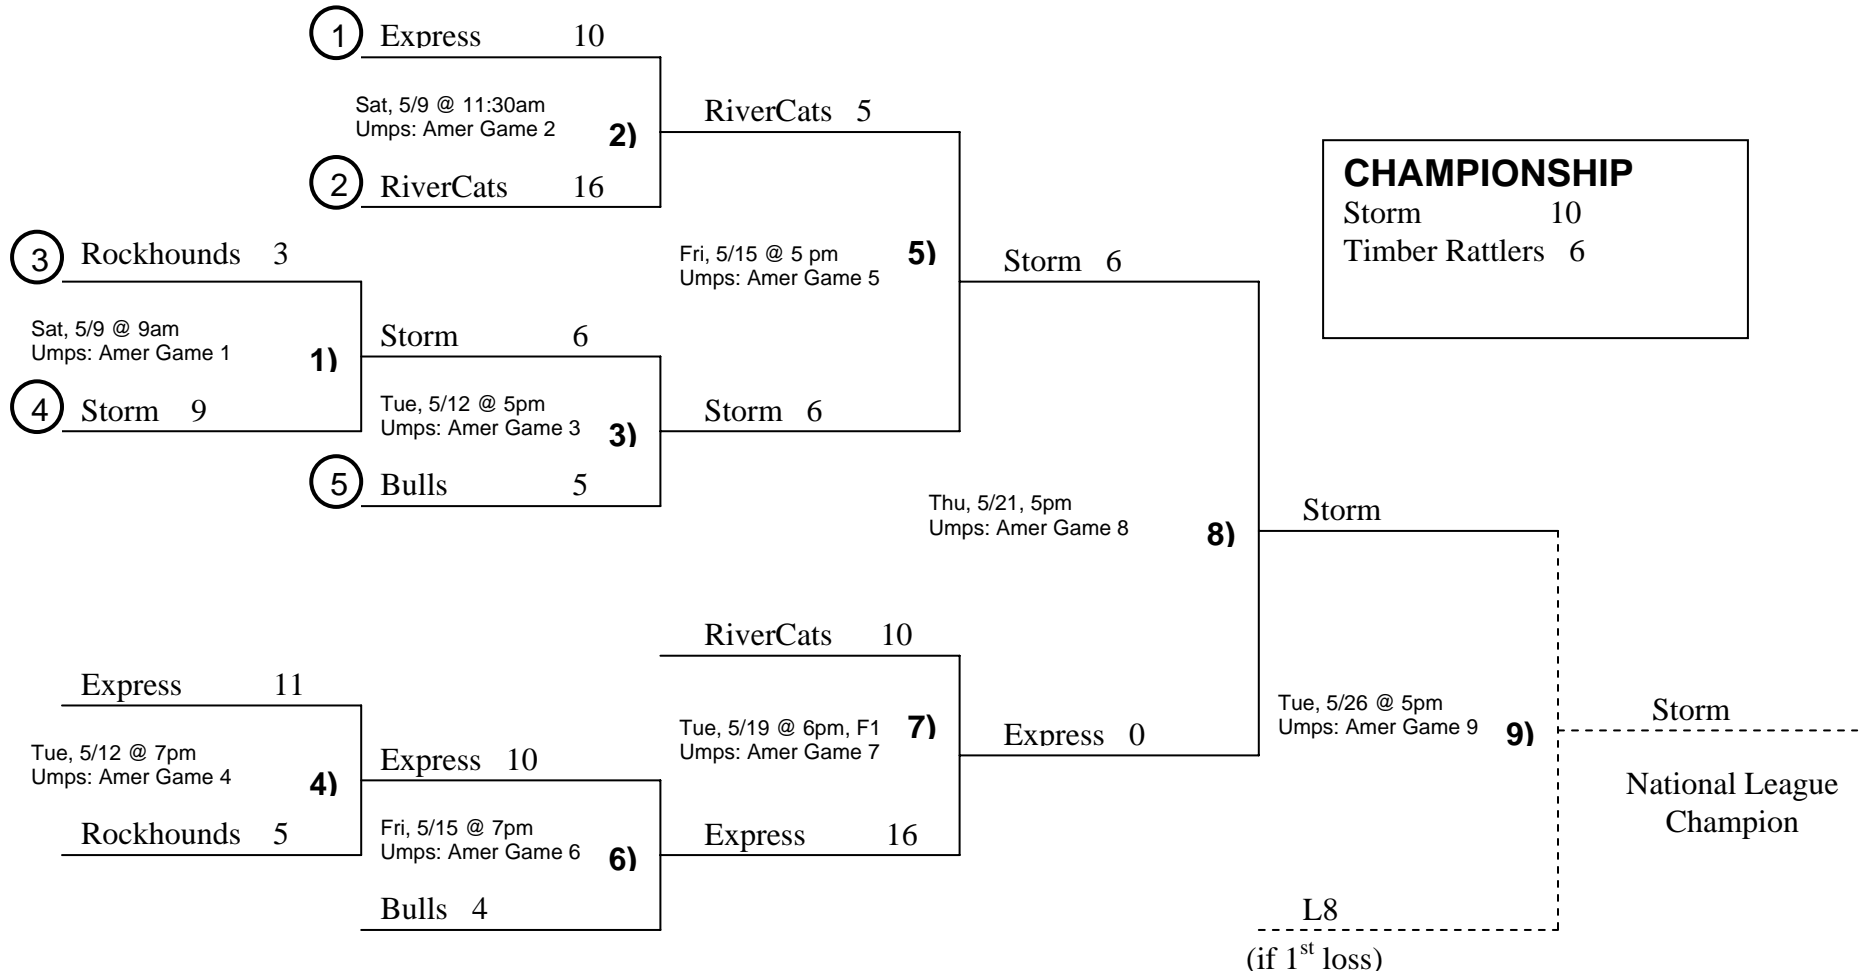 1 Express 10
Sat, 5/9 @ 11:30am
Umps: Amer Game 2
2)
2 RiverCats 16
RiverCats 5
3 Rockhounds 3
Sat, 5/9 @ 9am
Umps: Amer Game 1
1)
4 Storm 9
Storm 6
Tue, 5/12 @ 5pm
Umps: Amer Game 3
3)
5 Bulls 5
Fri, 5/15 @ 5 pm
Umps: Amer Game 5
5)
Storm 6
Storm 6
CHAMPIONSHIP
Storm 10
Timber Rattlers 6
Thu, 5/21, 5pm
Umps: Amer Game 8
8)
Storm
Express 11
Tue, 5/12 @ 7pm
Umps: Amer Game 4
4)
Rockhounds 5
Express 10
Fri, 5/15 @ 7pm
Umps: Amer Game 6
6)
Bulls 4
RiverCats 10
Tue, 5/19 @ 6pm, F1
Umps: Amer Game 7
7)
Express 16
Express 0
Tue, 5/26 @ 5pm
Umps: Amer Game 9
9)
L8
(if 1st loss)
Storm
National League
Champion